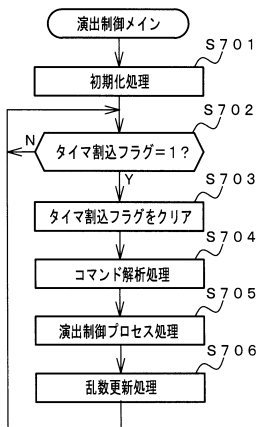 演出制御メイン
S701
初期化処理
S702
タイマ割込フラグ=1?
N
Y
S703
タイマ割込フラグをクリア
S704
コマンド解析処理
S705
演出制御プロセス処理
S706
乱数更新処理